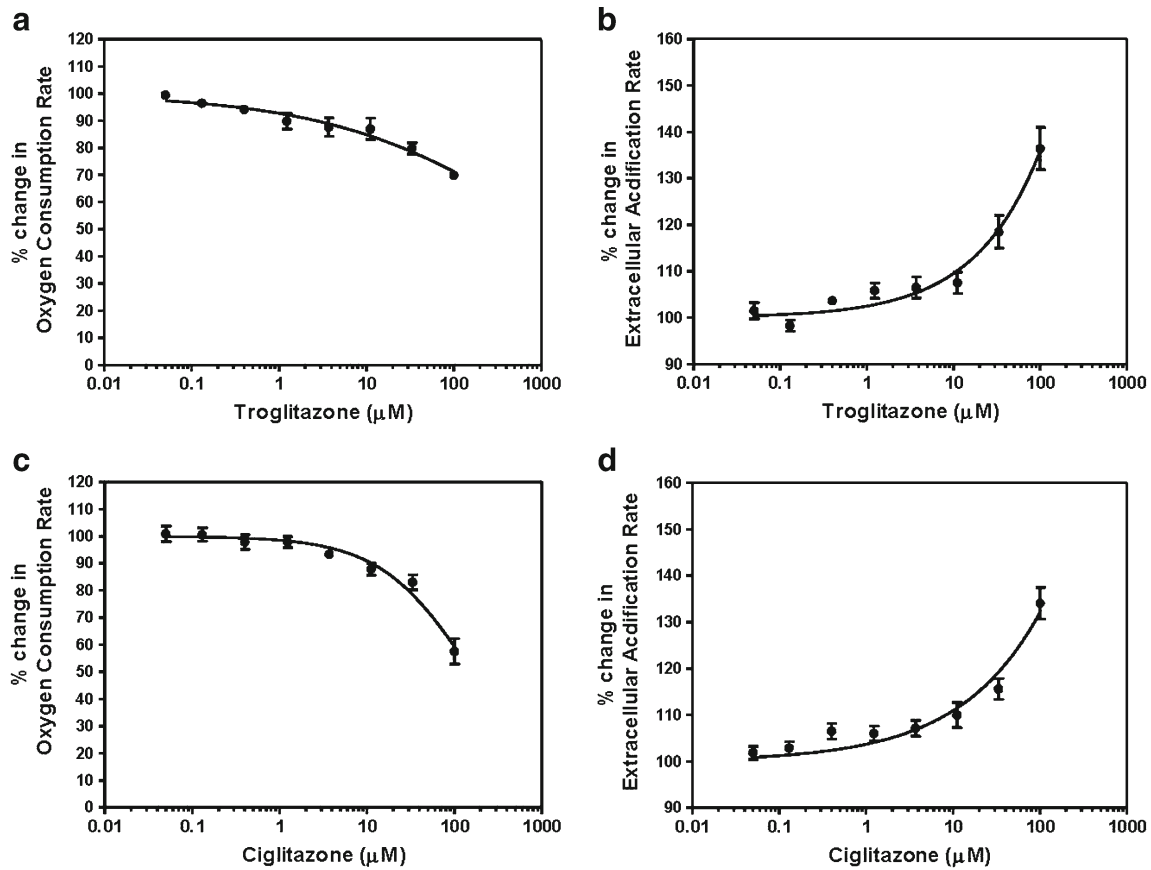 a
120
110
100
90
80
70
60
50
40
30
20
10
0
% change in
Oxygen Consumption Rate
0.01 0.1 1 10 100 1000
Troglitazone (μM)
b
160
150
140
130
120
110
100
90
% change in
Extracellular Acdification Rate
0.01 0.1 1 10 100 1000
Troglitazone (μM)
c
120
110
100
90
80
70
60
50
40
30
20
10
0
% change in
Oxygen Consumption Rate
0.01 0.1 1 10 100 1000
Ciglitazone (μM)
d
160
150
140
130
120
110
100
90
% change in
Extracellular Acdification Rate
0.01 0.1 1 10 100 1000
Ciglitazone (μM)